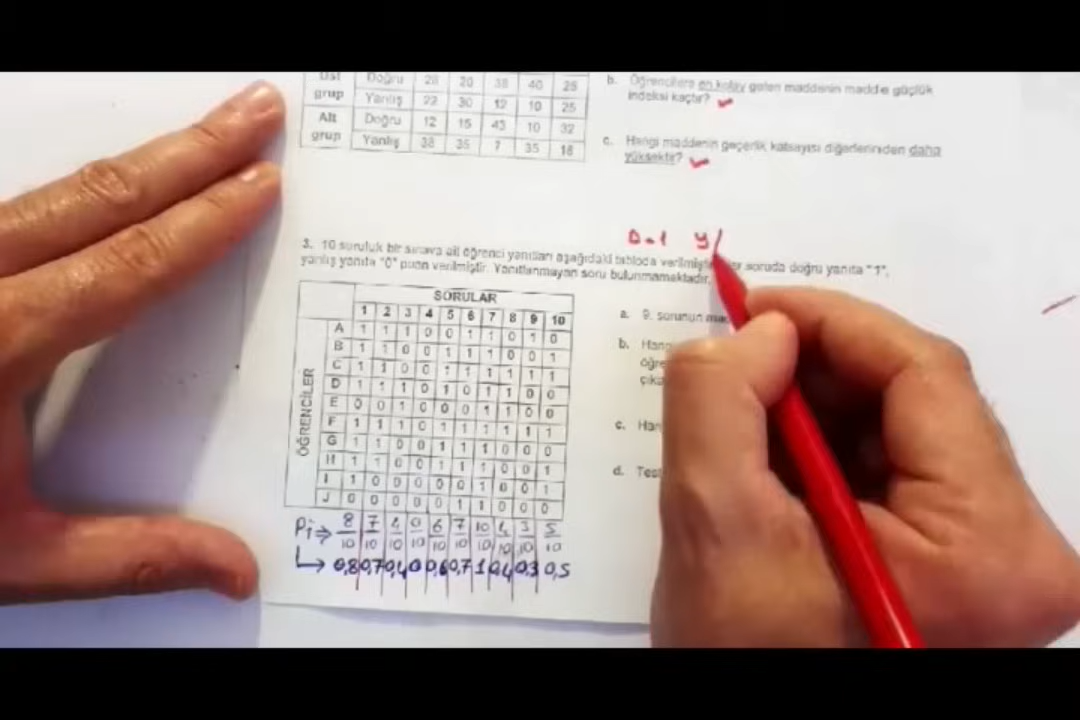 Üst grup Doğru 28 20 38 40 25
Yanlış 22 30 12 10 25
Alt grup Doğru 12 15 43 10 32
Yanlış 38 35 7 35 18
b. Öğrencilere en kolay gelen maddenin madde güçlük
indeksi kaçtır?
c. Hangi maddenin geçerlik katsayısı diğerlerinden daha
yüksektir?
0-1 y
3. 10 soruluk bir sınava ait öğrenci yanıtları aşağıdaki tabloda soruda doğru yanıta "1",
yanlış yanıta "0" puan verilmiştir. Yanıtlanmayan soru bulunmamaktadır.
SORULAR
1 2 3 4 5 6 7 8 9 10
ÖĞRENCİLER
A 1 1 1 0 0 1 1 0 1 0
B 1 1 0 0 1 1 1 0 0 1
C 1 1 0 0 1 1 1 1 1 1
D 1 1 1 0 1 0 1 1 0 0
E 0 0 1 0 0 0 1 1 0 0
F 1 1 1 0 1 1 1 1 1 1
G 1 1 0 0 1 1 1 0 0 0
H 1 1 0 0 1 1 1 0 0 1
I 1 0 0 0 0 0 1 0 0 1
J 0 0 0 0 0 1 1 0 0 0
Pi → 8/10 7/10 4/10 0/10 6/10 7/10 10/10 4/10 3/10 5/10
↳ 0,8 0,7 0,4 0 0,6 0,7 1 0,4 0,3 0,5
a. 9. sorunun
b.
c.
d.